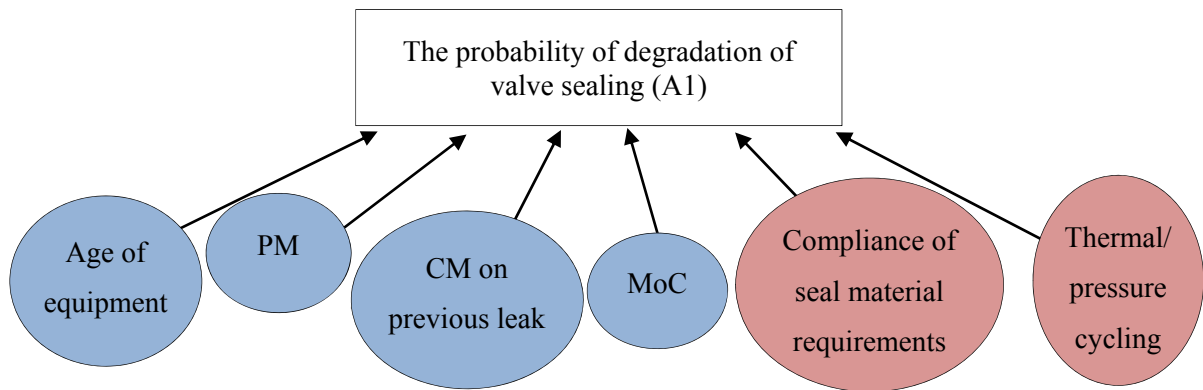 The probability of degradation of
valve sealing (A1)
Age of
equipment
PM
CM on
previous leak
MoC
Compliance of
seal material
requirements
Thermal/
pressure
cycling